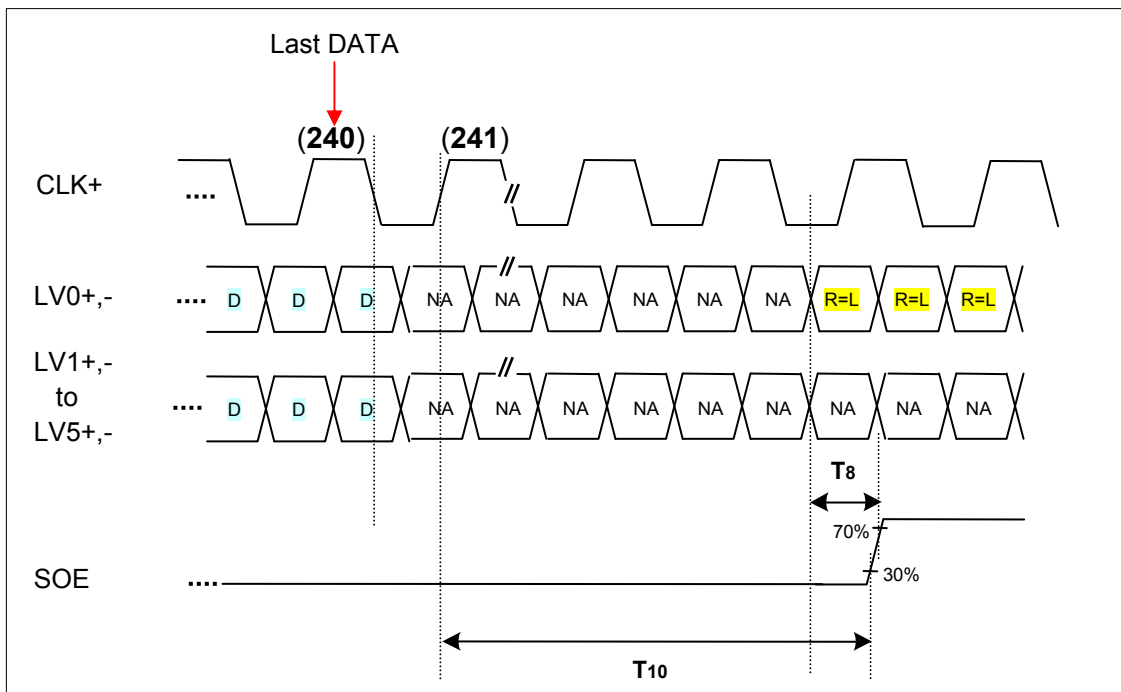 Last DATA
(240) (241)
CLK+ ....
LV0+,- .... D D D NA NA NA NA NA NA R=L R=L R=L
LV1+,-
to
LV5+,-
.... D D D NA NA NA NA NA NA NA NA NA
T8
70%
SOE ....
30%
T10